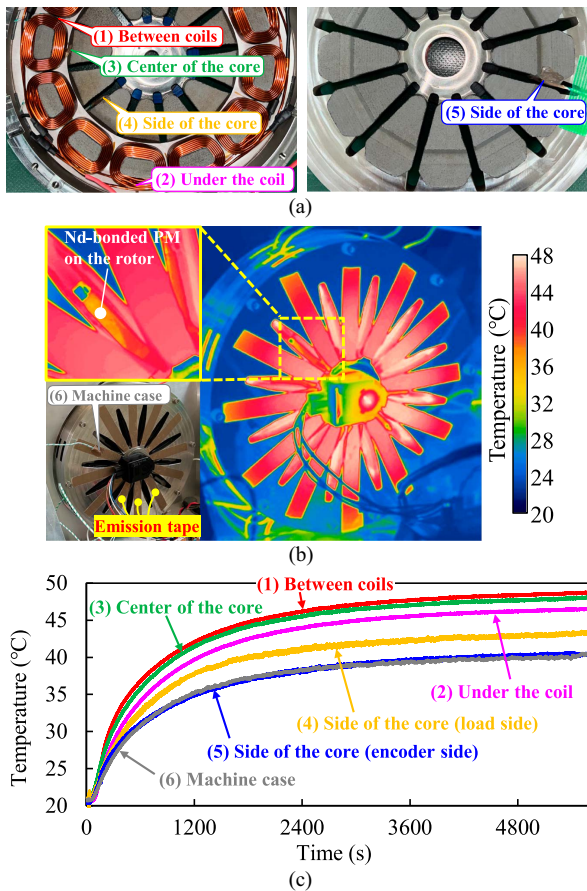 (1) Between coils
(3) Center of the core
(4) Side of the core
(2) Under the coil
(5) Side of the core
(a)
Nd-bonded PM
on the rotor
(6) Machine case
Emission tape
48
44
40
36
32
28
24
20
Temperature (°C)
(b)
50
45
40
35
30
25
20
Temperature (°C)
(1) Between coils
(3) Center of the core
(2) Under the coil
(4) Side of the core (load side)
(5) Side of the core (encoder side)
(6) Machine case
0
1200
2400
3600
4800
Time (s)
(c)